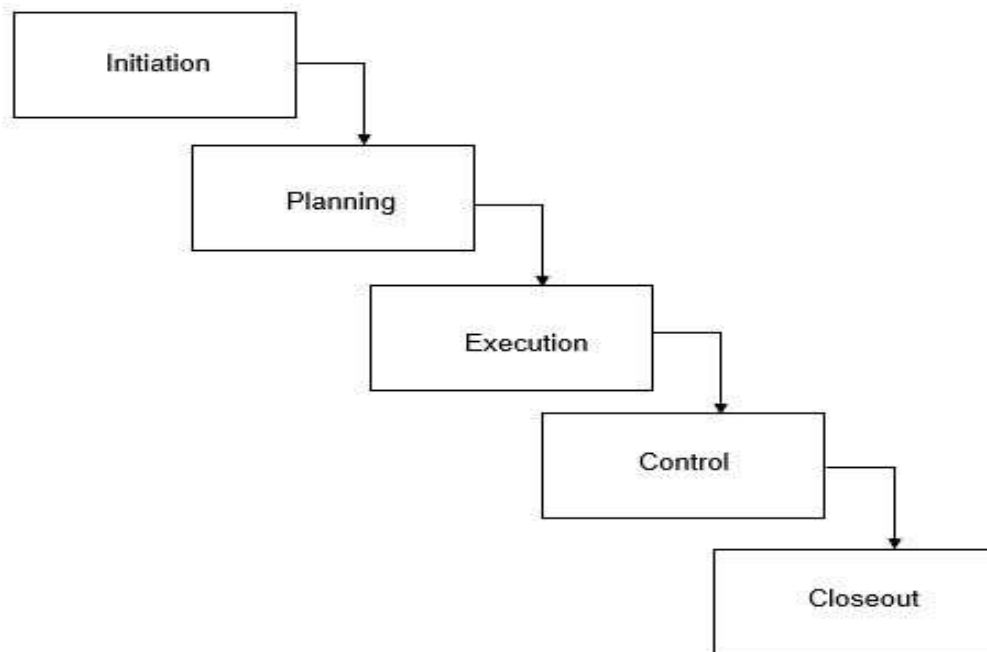 Initiation
Planning
Execution
Control
Closeout